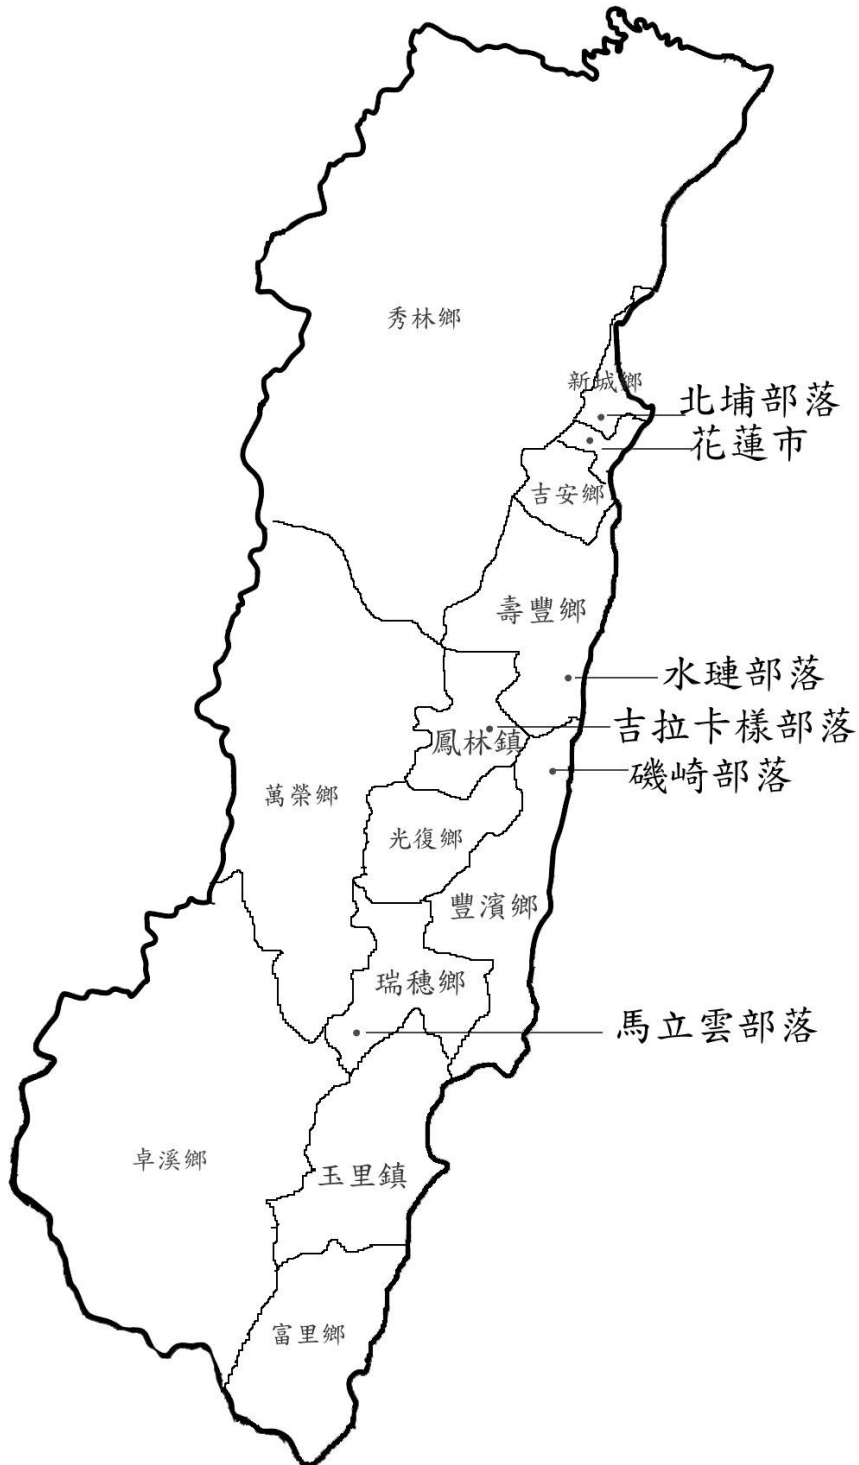 秀林鄉
新城鄉
北埔部落
花蓮市
吉安鄉
壽豐鄉
水璉部落
吉拉卡樣部落
鳳林鎮
磯崎部落
萬榮鄉
光復鄉
豐濱鄉
瑞穗鄉
馬立雲部落
卓溪鄉
玉里鎮
富里鄉